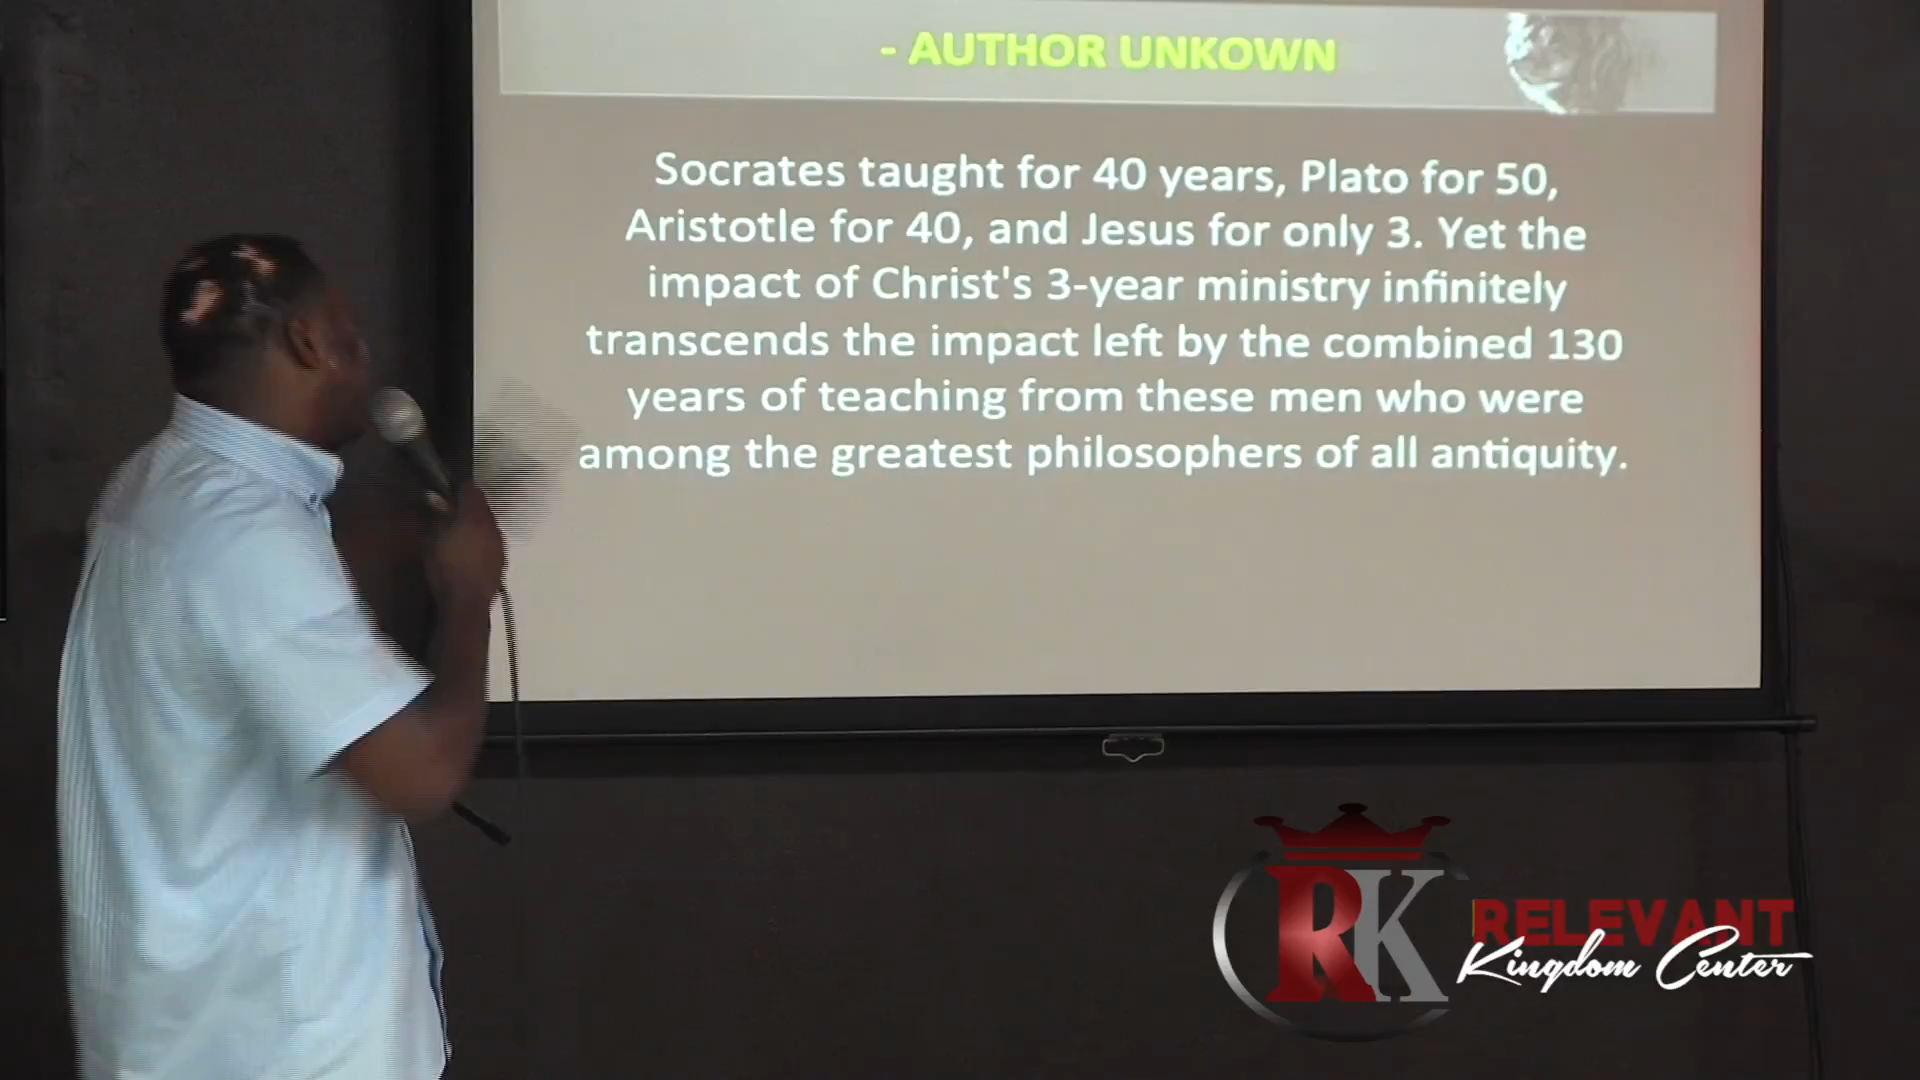 - AUTHOR UNKOWN
Socrates taught for 40 years, Plato for 50,
Aristotle for 40, and Jesus for only 3. Yet the
impact of Christ's 3-year ministry infinitely
transcends the impact left by the combined 130
years of teaching from these men who were
among the greatest philosophers of all antiquity.
RK
RELEVANT
Kingdom Center